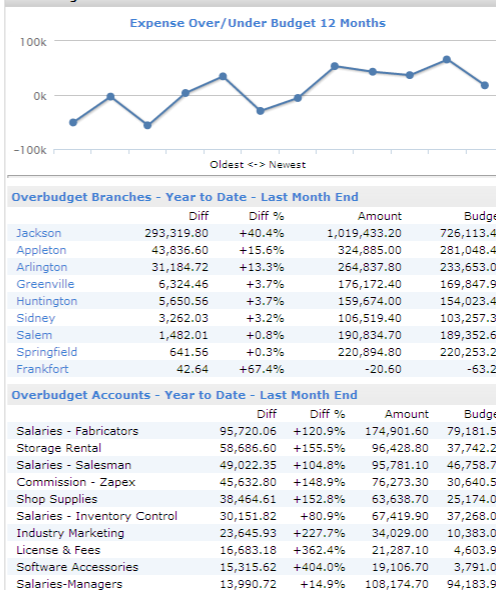 Expense Over/Under Budget 12 Months
100k
0k
-100k
Oldest <-> Newest
Overbudget Branches - Year to Date - Last Month End
Diff Diff % Amount Budge
Jackson 293,319.80 +40.4% 1,019,433.20 726,113.4
Appleton 43,836.60 +15.6% 324,885.00 281,048.4
Arlington 31,184.72 +13.3% 264,837.80 233,653.0
Greenville 6,324.46 +3.7% 176,172.40 169,847.9
Huntington 5,650.56 +3.7% 159,674.00 154,023.4
Sidney 3,262.03 +3.2% 106,519.40 103,257.3
Salem 1,482.01 +0.8% 190,834.70 189,352.6
Springfield 641.56 +0.3% 220,894.80 220,253.2
Frankfort 42.64 +67.4% -20.60 -63.2
Overbudget Accounts - Year to Date - Last Month End
Diff Diff % Amount Budge
Salaries - Fabricators 95,720.06 +120.9% 174,901.60 79,181.5
Storage Rental 58,686.60 +155.5% 96,428.80 37,742.2
Salaries - Salesman 49,022.35 +104.8% 95,781.10 46,758.7
Commission - Zapex 45,632.80 +148.9% 76,273.30 30,640.5
Shop Supplies 38,464.61 +152.8% 63,638.70 25,174.0
Salaries - Inventory Control 30,151.82 +80.9% 67,419.90 37,268.0
Industry Marketing 23,645.93 +227.7% 34,029.00 10,383.0
License & Fees 16,683.18 +362.4% 21,287.10 4,603.9
Software Accessories 15,315.62 +404.0% 19,106.70 3,791.0
Salaries-Managers 13,990.72 +14.9% 108,174.70 94,183.9